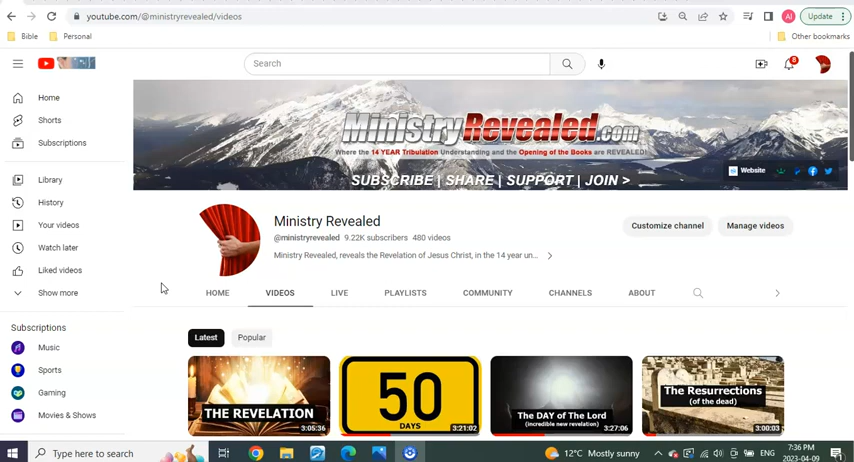 youtube.com/@ministryrevealed/videos
AI
Update
Bible
Personal
Other bookmarks
Search
8
Home
Shorts
Subscriptions
Library
History
Your videos
Watch later
Liked videos
Show more
Subscriptions
Music
Sports
Gaming
Movies & Shows
MinistryRevealed.com
Where the 14 YEAR Tribulation Understanding and the Opening of the Books are REVEALED!
SUBSCRIBE | SHARE | SUPPORT | JOIN >
Website
Ministry Revealed
@ministryrevealed 9.22K subscribers 480 videos
Ministry Revealed, reveals the Revelation of Jesus Christ, in the 14 year un...
Customize channel
Manage videos
HOME VIDEOS LIVE PLAYLISTS COMMUNITY CHANNELS ABOUT
Latest Popular
THE REVELATION
3:05:36
50
DAYS
3:21:02
The DAY of The Lord
(incredible new revelation)
3:27:06
The Resurrections
(of the dead)
3:00:03
Type here to search
12°C Mostly sunny
ENG
7:36 PM
2023-04-09
1